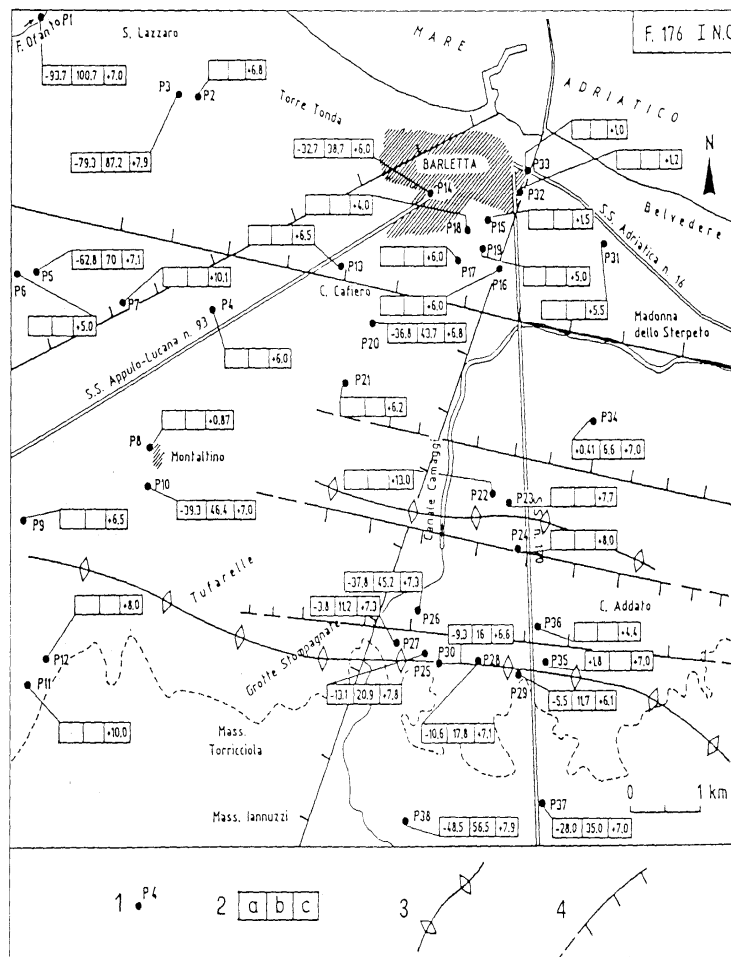 F. Ofanto
P1
S. Lazzaro
MARE
ADRIATICO
F. 176 I N.O
-93.7 100.7 +7.0
P3
P2
+6.8
Torre Tonda
-79.3 87.2 +7.9
-32.7 38.7 +6.0
BARLETTA
P14
+1.0
P33
+1.2
P32
N
Belvedere
+4.0
P18
P15
+1.5
S.S. Adriatica n. 16
P31
+6.5
P13
P19
+5.0
-62.8 70 +7.1
P5
P6
+10.1
P7
+6.0
P17
P16
+6.0
+5.5
C. Cafiero
Madonna
dello Sterpeto
+5.0
P4
+6.0
S.S. Appulo-Lucana n. 93
P20
-36.8 43.7 +6.8
P21
+6.2
P34
+0.41 6.6 +7.0
P8
+0.87
Montaltino
P10
-39.3 46.4 +7.0
+13.0
P22
P23
+7.7
Canale Camaggi
P9
+6.5
P24
+8.0
Tufarelle
-37.8 45.2 +7.3
P26
-3.8 11.2 +7.3
P27
C. Addato
P36
+4.4
+8.0
P12
P11
+10.0
Grotte Stompagnate
-9.3 16 +6.6
P25
P30
P28
P35
+1.8 +7.0
P29
-13.1 20.9 +7.8
-5.5 11.7 +6.1
-10.6 17.8 +7.1
Mass.
Torricciola
0 1 km
Mass. Iannuzzi
P38
-48.5 56.5 +7.9
P37
-28.0 35.0 +7.0
1 P4
2 a b c
3
4